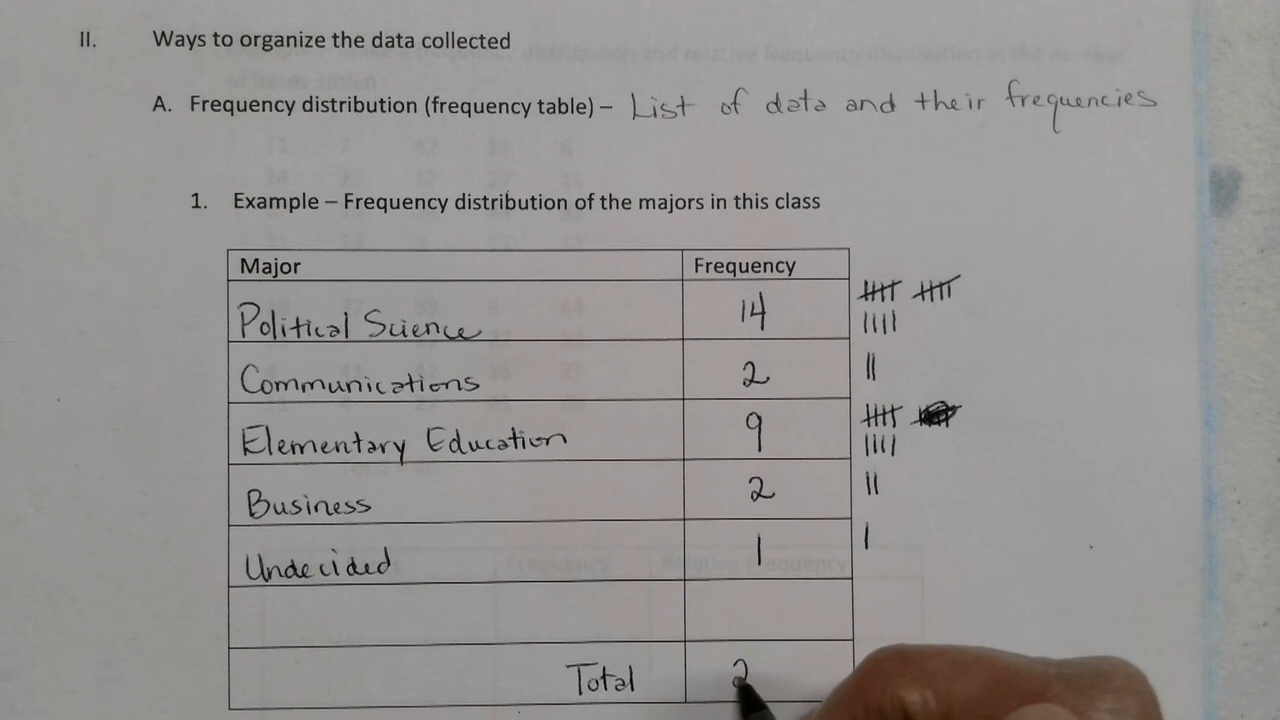 II. Ways to organize the data collected
A. Frequency distribution (frequency table) – List of data and their frequencies
1. Example – Frequency distribution of the majors in this class
Major Frequency
Political Science 14
Communications 2
Elementary Education 9
Business 2
Undecided 1
Total 2